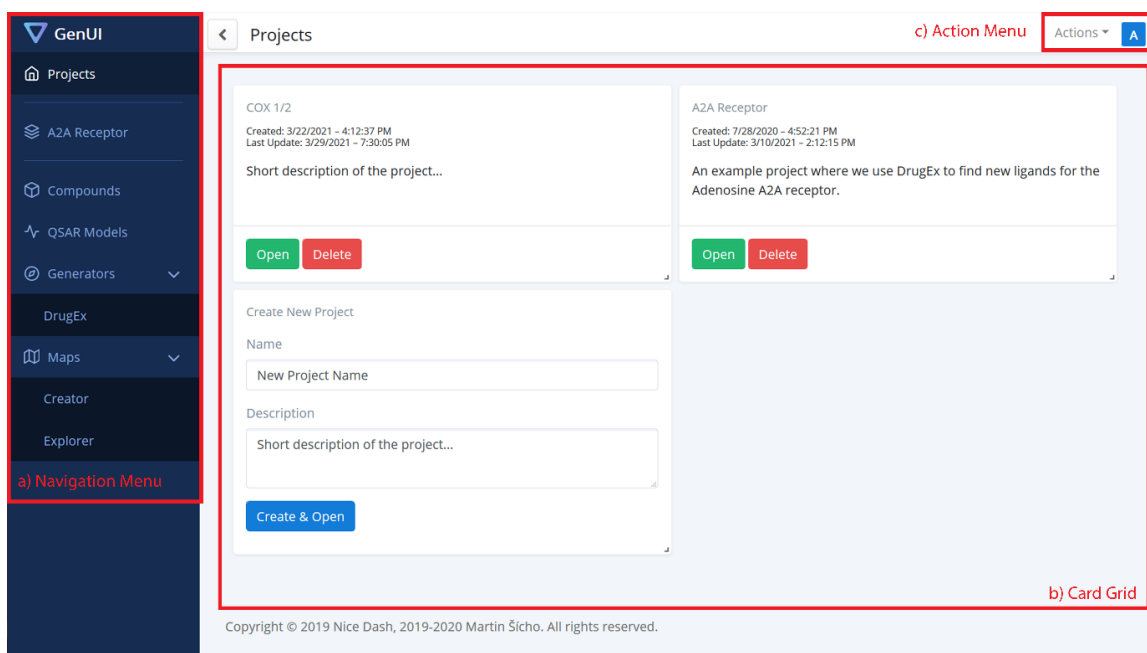 GenUI
Projects
A2A Receptor
Compounds
QSAR Models
Generators
DrugEx
Maps
Creator
Explorer
a) Navigation Menu
Projects
c) Action Menu
Actions
A
COX 1/2
Created: 3/22/2021 – 4:12:37 PM
Last Update: 3/29/2021 – 7:30:05 PM
Short description of the project...
Open
Delete
A2A Receptor
Created: 7/28/2020 – 4:52:21 PM
Last Update: 3/10/2021 – 2:12:15 PM
An example project where we use DrugEx to find new ligands for the
Adenosine A2A receptor.
Open
Delete
Create New Project
Name
New Project Name
Description
Short description of the project...
Create & Open
b) Card Grid
Copyright © 2019 Nice Dash, 2019-2020 Martin Šícho. All rights reserved.